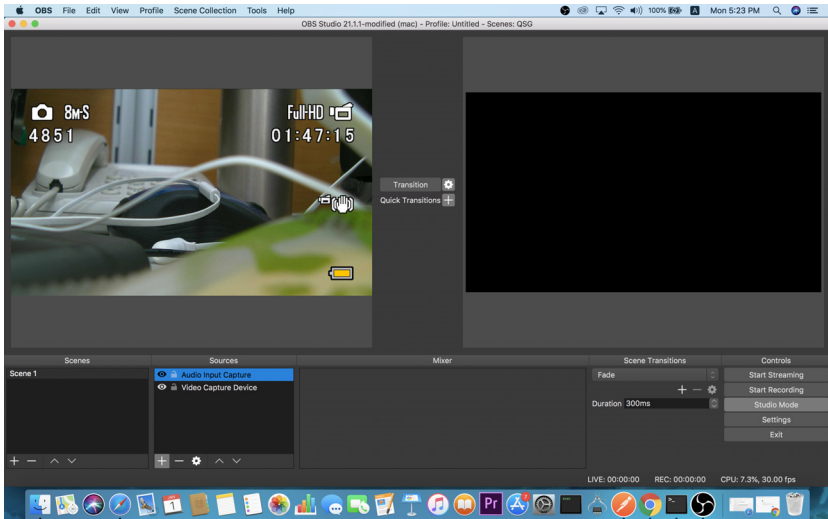 OBS File Edit View Profile Scene Collection Tools Help 100% A Mon 5:23 PM
OBS Studio 21.1.1-modified (mac) - Profile: Untitled - Scenes: QSG
8M·S Full-HD
4851 01:47:15
Transition
Quick Transitions
Scenes Sources Mixer Scene Transitions Controls
Scene 1 Audio Input Capture Fade Start Streaming
Video Capture Device Start Recording
Duration 300ms Studio Mode
Settings
Exit
LIVE: 00:00:00 REC: 00:00:00 CPU: 7.3%, 30.00 fps
1 Pr